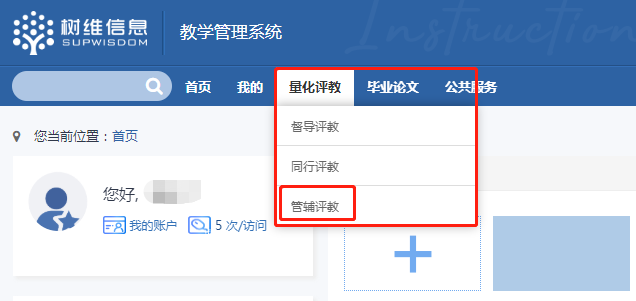 树维信息
SUPWISDOM
教学管理系统
Instruction
首页 我的 量化评教 毕业论文 公共服务
督导评教
同行评教
管辅评教
您当前位置：首页
您好,
我的账户 5 次/访问